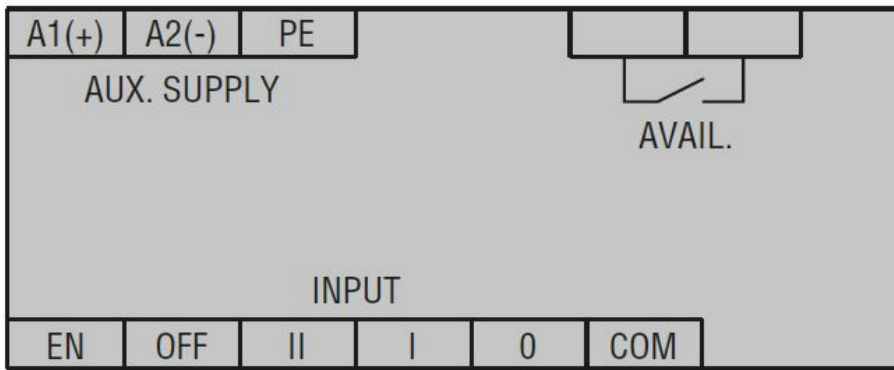 A1(+) A2(-) PE
AUX. SUPPLY
AVAIL.
INPUT
EN OFF II I 0 COM